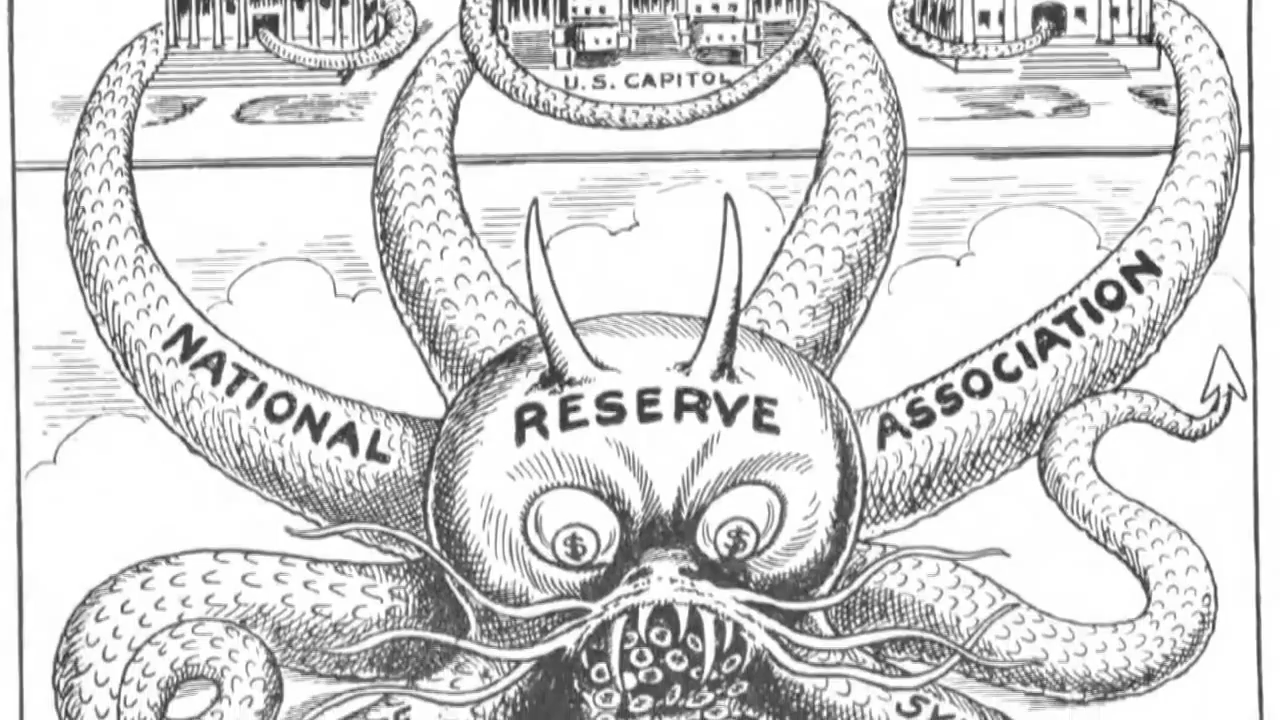 U.S. CAPITOL
NATIONAL
RESERVE
ASSOCIATION
$ $